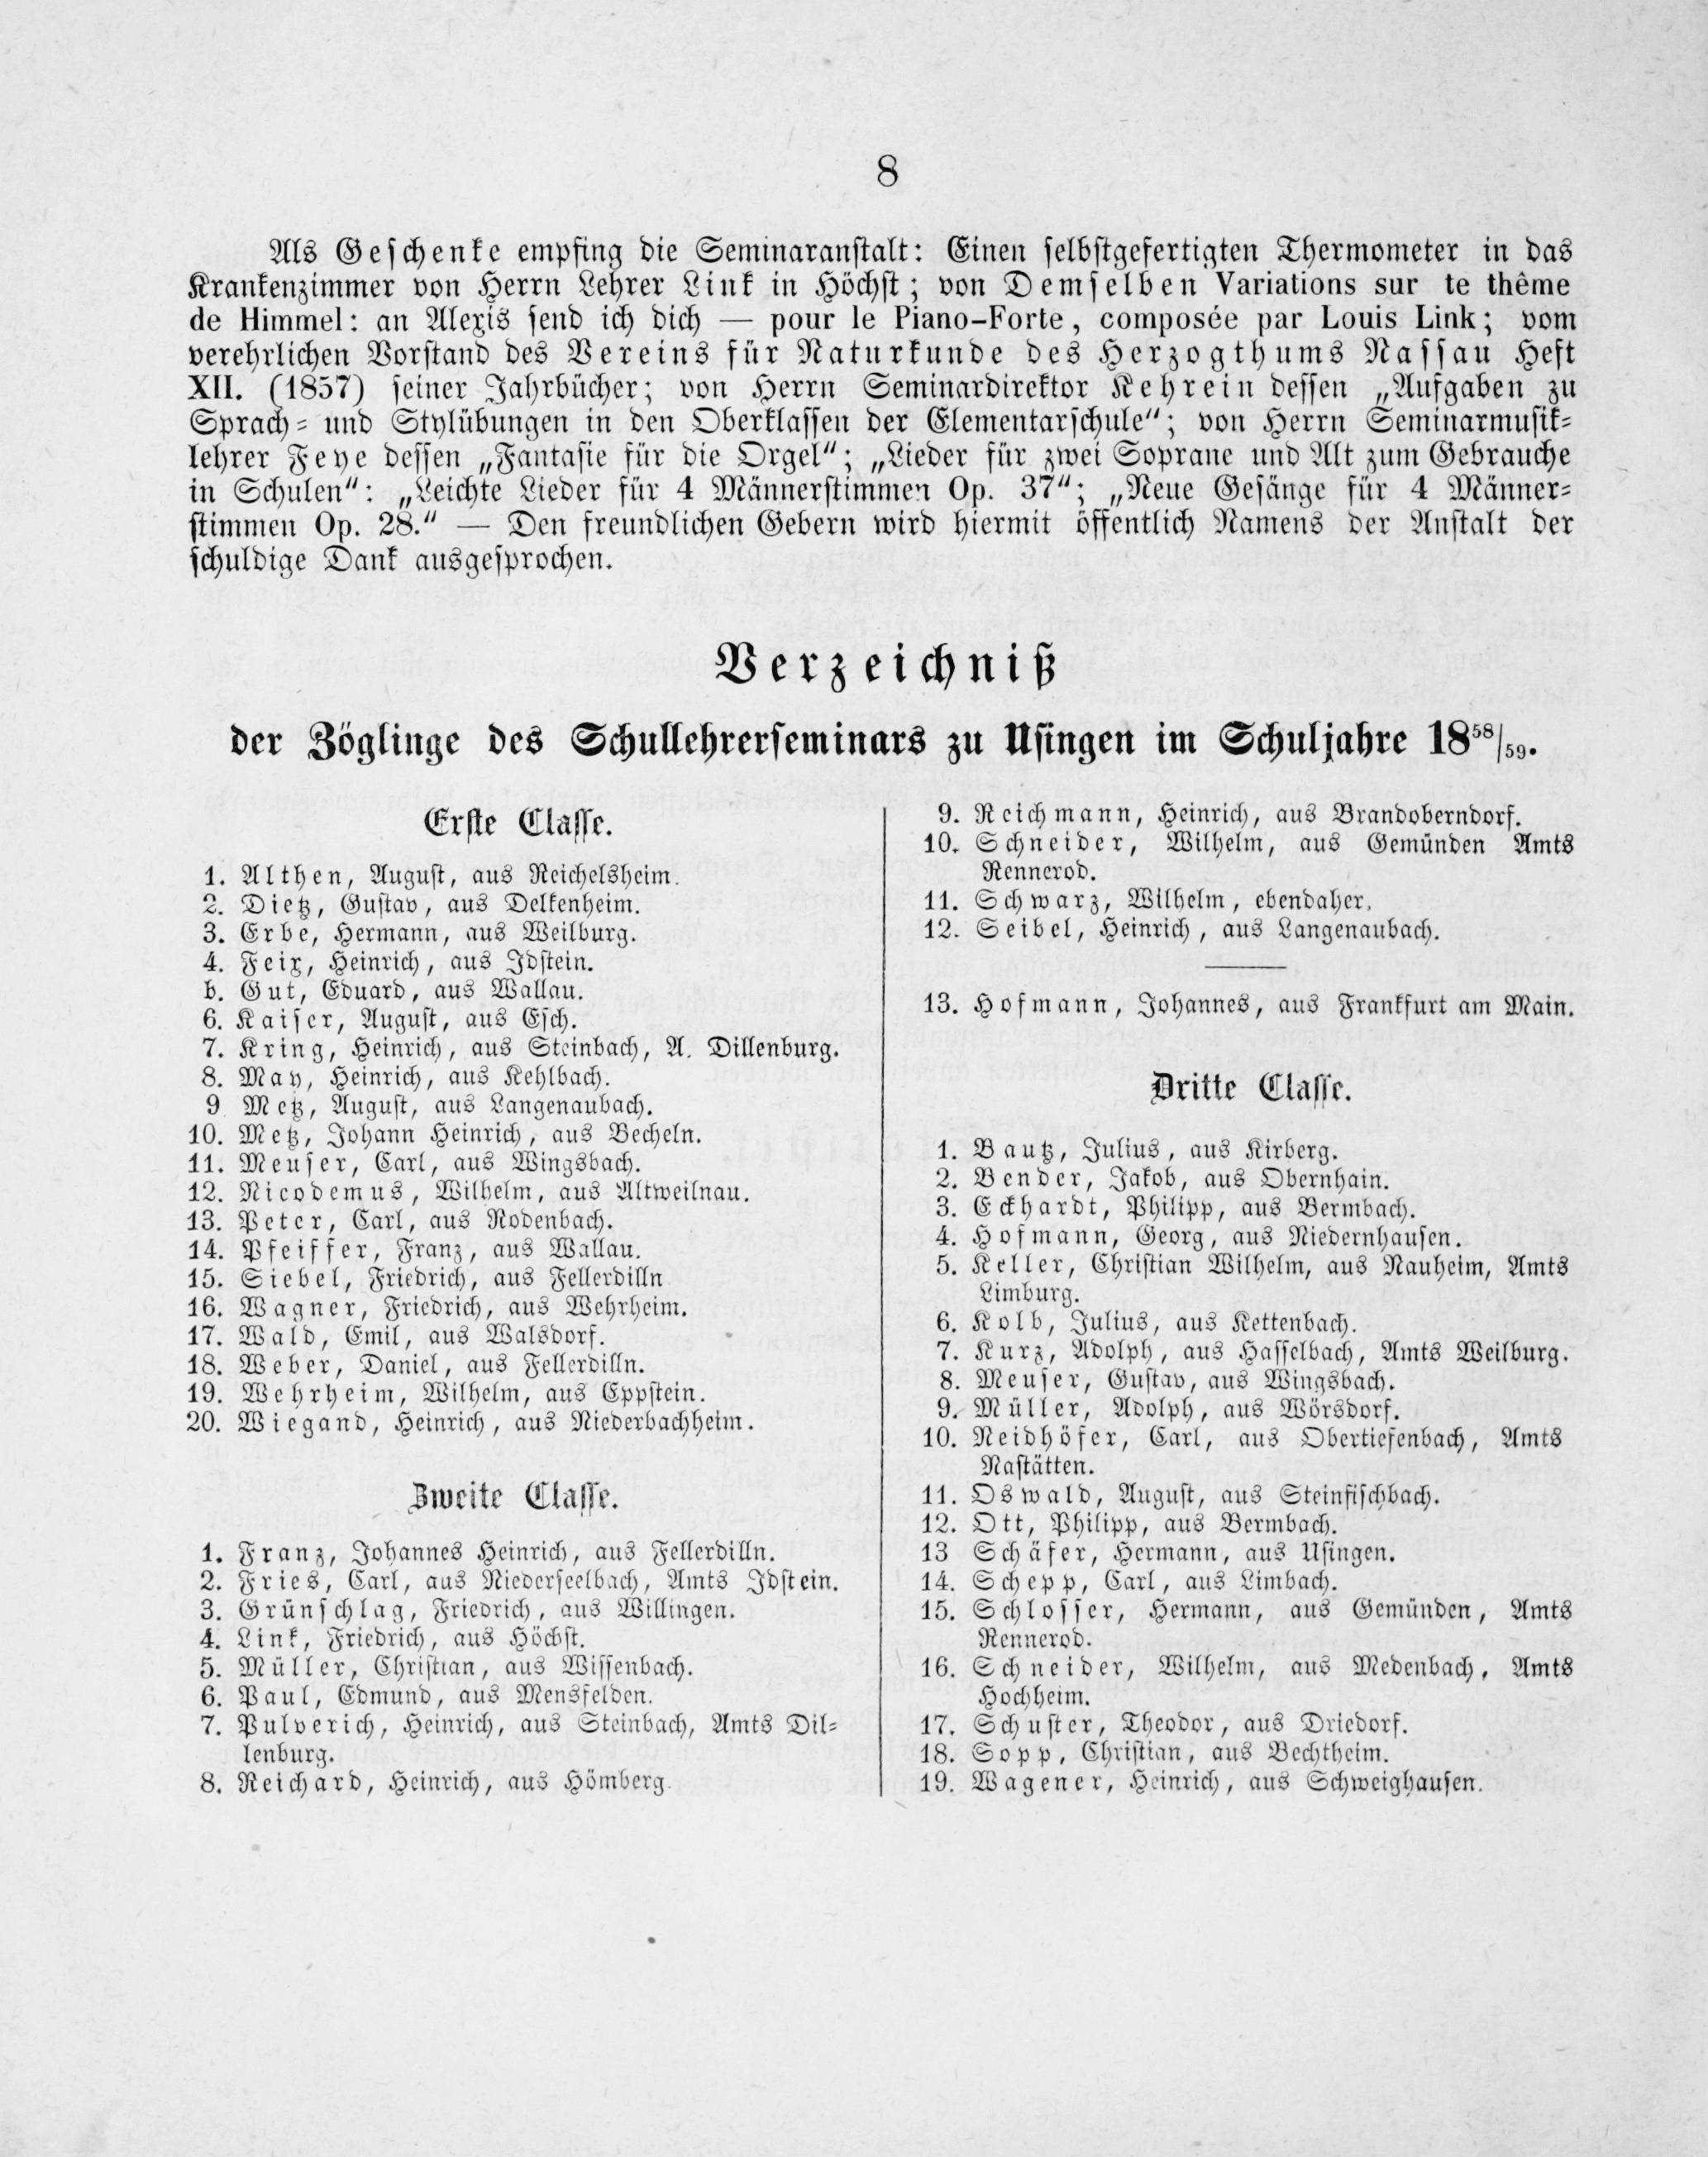 8
Als Geschenke empfing die Seminaranstalt: Einen selbstgefertigten Thermometer in das
Krankenzimmer von Herrn Lehrer Link in Höchst; von Demselben Variations sur te thême
de Himmel: an Alexis send ich dich — pour le Piano-Forte, composée par Louis Link; vom
verehrlichen Vorstand des Vereins für Naturkunde des Herzogthums Nassau Heft
XII. (1857) seiner Jahrbücher; von Herrn Seminardirektor Kehrein dessen „Aufgaben zu
Sprach- und Stylübungen in den Oberklassen der Elementarschule“; von Herrn Seminarmusik-
lehrer Feye dessen „Fantasie für die Orgel“; „Lieder für zwei Soprane und Alt zum Gebrauche
in Schulen“: „Leichte Lieder für 4 Männerstimmen Op. 37“; „Neue Gesänge für 4 Männer-
stimmen Op. 28.“ — Den freundlichen Gebern wird hiermit öffentlich Namens der Anstalt der
schuldige Dank ausgesprochen.
Verzeichniß
der Zöglinge des Schullehrerseminars zu Usingen im Schuljahre 18⁵⁸/₅₉.
Erste Classe.
1. Althen, August, aus Reichelsheim.
2. Dietz, Gustav, aus Delkenheim.
3. Erbe, Hermann, aus Weilburg.
4. Feix, Heinrich, aus Idstein.
b. Gut, Eduard, aus Wallau.
6. Kaiser, August, aus Esch.
7. Kring, Heinrich, aus Steinbach, A. Dillenburg.
8. May, Heinrich, aus Kehlbach.
9 Metz, August, aus Langenaubach.
10. Metz, Johann Heinrich, aus Becheln.
11. Meuser, Carl, aus Wingsbach.
12. Nicodemus, Wilhelm, aus Altweilnau.
13. Peter, Carl, aus Rodenbach.
14. Pfeiffer, Franz, aus Wallau.
15. Siebel, Friedrich, aus Fellerdilln
16. Wagner, Friedrich, aus Wehrheim.
17. Wald, Emil, aus Walsdorf.
18. Weber, Daniel, aus Fellerdilln.
19. Wehrheim, Wilhelm, aus Eppstein.
20. Wiegand, Heinrich, aus Niederbachheim.
Zweite Classe.
1. Franz, Johannes Heinrich, aus Fellerdilln.
2. Fries, Carl, aus Niederseelbach, Amts Idstein.
3. Grünschlag, Friedrich, aus Willingen.
4. Link, Friedrich, aus Höchst.
5. Müller, Christian, aus Wissenbach.
6. Paul, Edmund, aus Mensfelden.
7. Pulverich, Heinrich, aus Steinbach, Amts Dil-
lenburg.
8. Reichard, Heinrich, aus Hömberg.
9. Reichmann, Heinrich, aus Brandoberndorf.
10. Schneider, Wilhelm, aus Gemünden Amts
Rennerod.
11. Schwarz, Wilhelm, ebendaher.
12. Seibel, Heinrich, aus Langenaubach.
13. Hofmann, Johannes, aus Frankfurt am Main.
Dritte Classe.
1. Bautz, Julius, aus Kirberg.
2. Bender, Jakob, aus Obernhain.
3. Eckhardt, Philipp, aus Bermbach.
4. Hofmann, Georg, aus Niedernhausen.
5. Keller, Christian Wilhelm, aus Nauheim, Amts
Limburg.
6. Kolb, Julius, aus Kettenbach.
7. Kurz, Adolph, aus Hasselbach, Amts Weilburg.
8. Meuser, Gustav, aus Wingsbach.
9. Müller, Adolph, aus Wörsdorf.
10. Neidhöfer, Carl, aus Obertiefenbach, Amts
Nastätten.
11. Oswald, August, aus Steinfischbach.
12. Ott, Philipp, aus Bermbach.
13 Schäfer, Hermann, aus Usingen.
14. Schepp, Carl, aus Limbach.
15. Schlosser, Hermann, aus Gemünden, Amts
Rennerod.
16. Schneider, Wilhelm, aus Medenbach, Amts
Hochheim.
17. Schuster, Theodor, aus Driedorf.
18. Sopp, Christian, aus Bechtheim.
19. Wagener, Heinrich, aus Schweighausen.